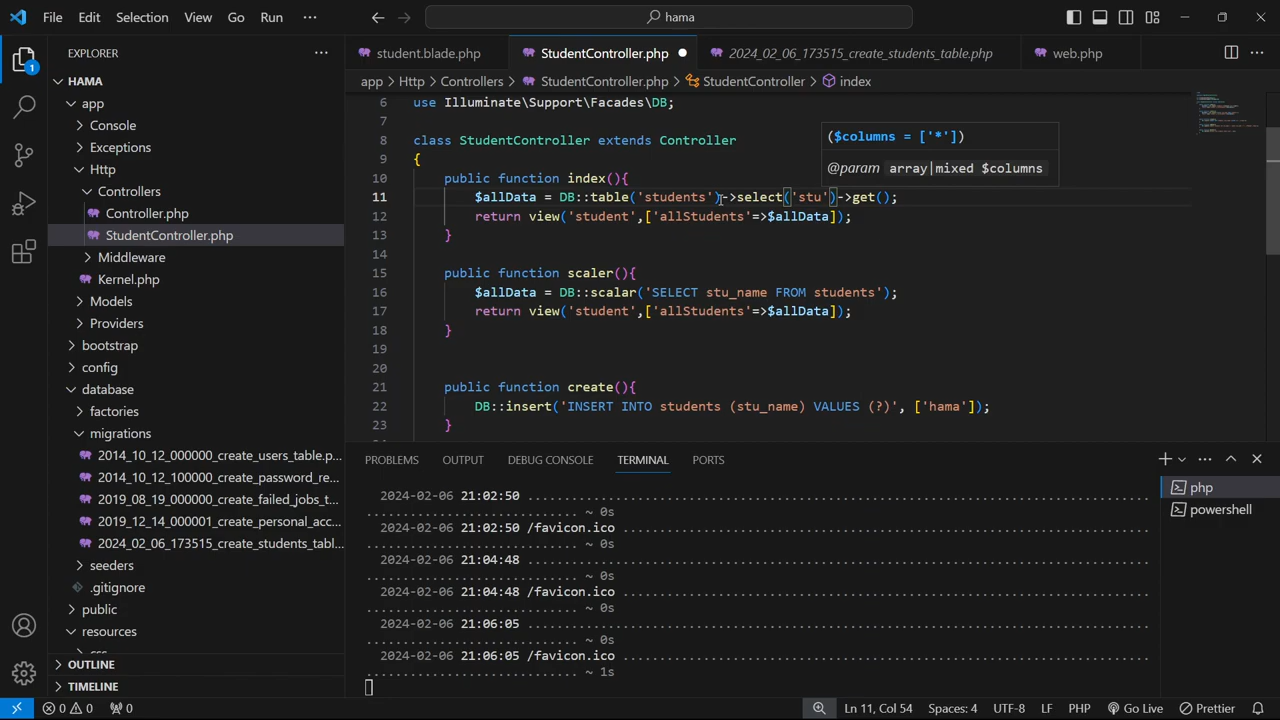 File Edit Selection View Go Run ··· hama
EXPLORER ···
HAMA
app
Console
Exceptions
Http
Controllers
Controller.php
StudentController.php
Middleware
Kernel.php
Models
Providers
bootstrap
config
database
factories
migrations
2014_10_12_000000_create_users_table.p...
2014_10_12_100000_create_password_re...
2019_08_19_000000_create_failed_jobs_t...
2019_12_14_000001_create_personal_acc...
2024_02_06_173515_create_students_tabl...
seeders
.gitignore
public
resources
OUTLINE
TIMELINE
1
student.blade.php StudentController.php 2024_02_06_173515_create_students_table.php web.php ···
app > Http > Controllers > StudentController.php > StudentController > index
6 use Illuminate\Support\Facades\DB;
7
8 class StudentController extends Controller
9 {
10 public function index(){
11 $allData = DB::table('students')->select('stu')->get();
12 return view('student',['allStudents'=>$allData]);
13 }
14
15 public function scaler(){
16 $allData = DB::scalar('SELECT stu_name FROM students');
17 return view('student',['allStudents'=>$allData]);
18 }
19
20
21 public function create(){
22 DB::insert('INSERT INTO students (stu_name) VALUES (?)', ['hama']);
23 }
($columns = ['*'])
@param array|mixed $columns
PROBLEMS OUTPUT DEBUG CONSOLE TERMINAL PORTS
2024-02-06 21:02:50 ........................................
........................... ~ 0s
2024-02-06 21:02:50 /favicon.ico ........................................
........................... ~ 0s
2024-02-06 21:04:48 ........................................
........................... ~ 0s
2024-02-06 21:04:48 /favicon.ico ........................................
........................... ~ 0s
2024-02-06 21:06:05 ........................................
........................... ~ 0s
2024-02-06 21:06:05 /favicon.ico ........................................
........................... ~ 1s
php
powershell
0 0 0 Ln 11, Col 54 Spaces: 4 UTF-8 LF PHP Go Live Prettier